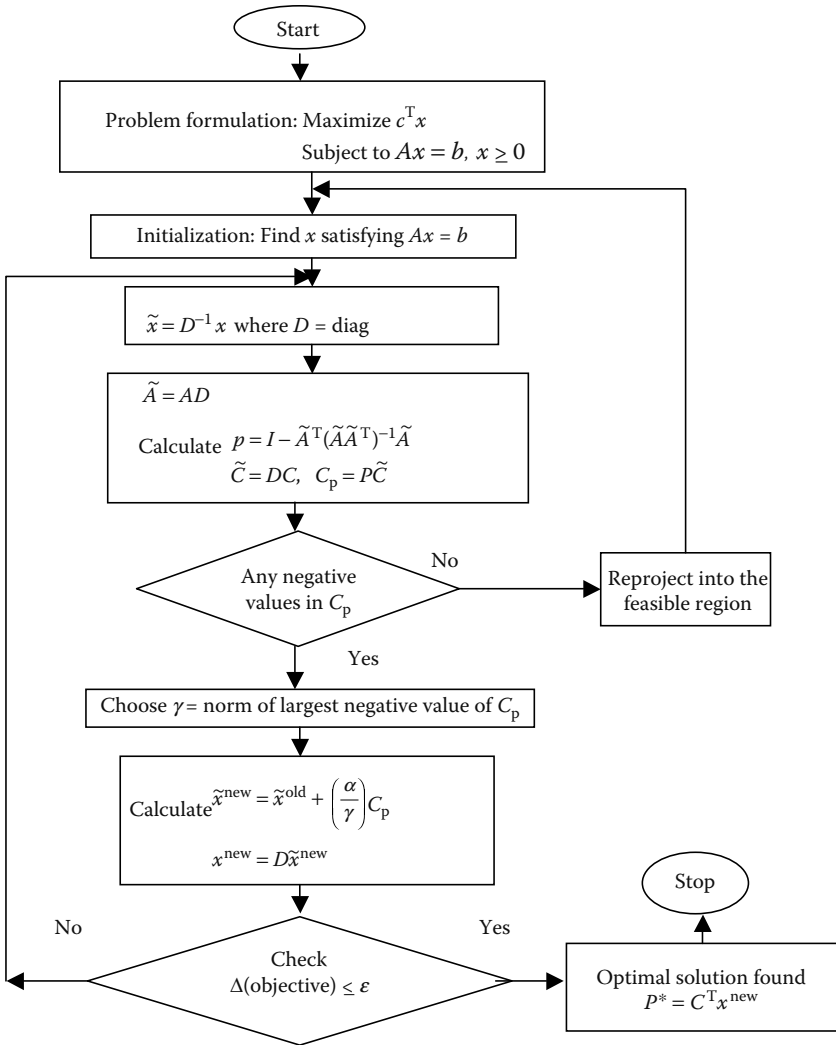 Start
Problem formulation: Maximize cᵀx
Subject to Ax = b, x ≥ 0
Initialization: Find x satisfying Ax = b
x̃ = D⁻¹ x where D = diag
Ã = AD
Calculate p = I – Ãᵀ(ÃÃᵀ)⁻¹Ã
C̃ = DC, Cₚ = PC̃
Any negative
values in Cₚ
No
Reproject into the
feasible region
Yes
Choose γ = norm of largest negative value of Cₚ
Calculate x̃ⁿᵉʷ = x̃ᵒˡᵈ + (α/γ) Cₚ
xⁿᵉʷ = Dx̃ⁿᵉʷ
No
Check
Δ(objective) ≤ ε
Yes
Optimal solution found
P* = Cᵀxⁿᵉʷ
Stop